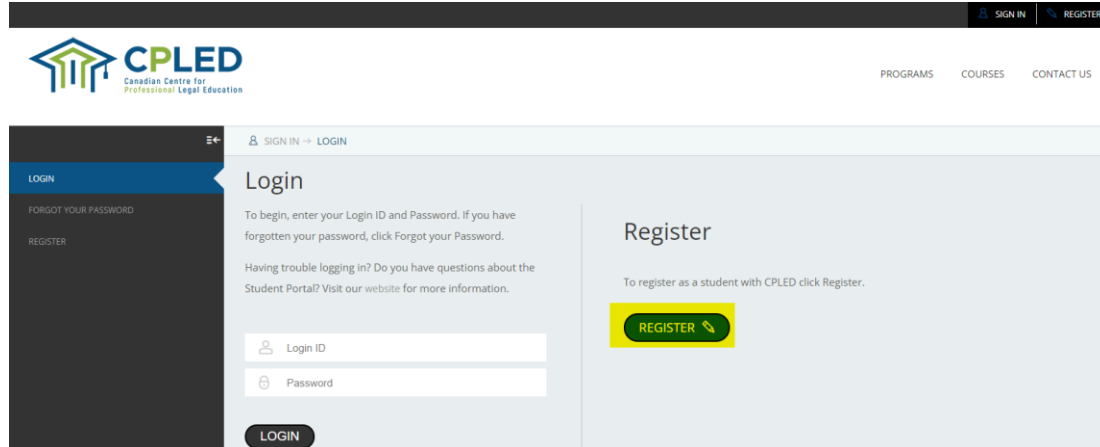 SIGN IN
REGISTER
CPLED
Canadian Centre for
Professional Legal Education
PROGRAMS
COURSES
CONTACT US
SIGN IN → LOGIN
LOGIN
FORGOT YOUR PASSWORD
REGISTER
Login
To begin, enter your Login ID and Password. If you have
forgotten your password, click Forgot your Password.
Having trouble logging in? Do you have questions about the
Student Portal? Visit our website for more information.
Login ID
Password
LOGIN
Register
To register as a student with CPLED click Register.
REGISTER